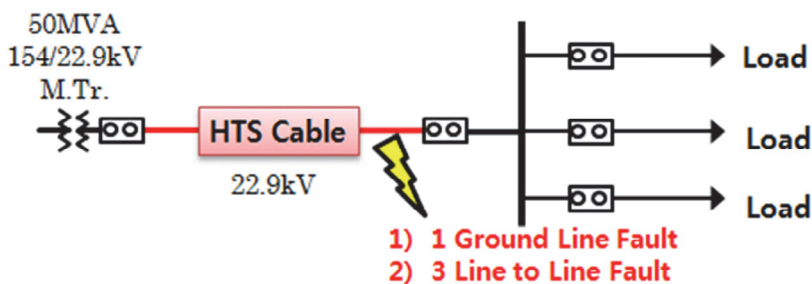 50MVA
154/22.9kV
M.Tr.
HTS Cable
22.9kV
Load
Load
Load
1) 1 Ground Line Fault
2) 3 Line to Line Fault